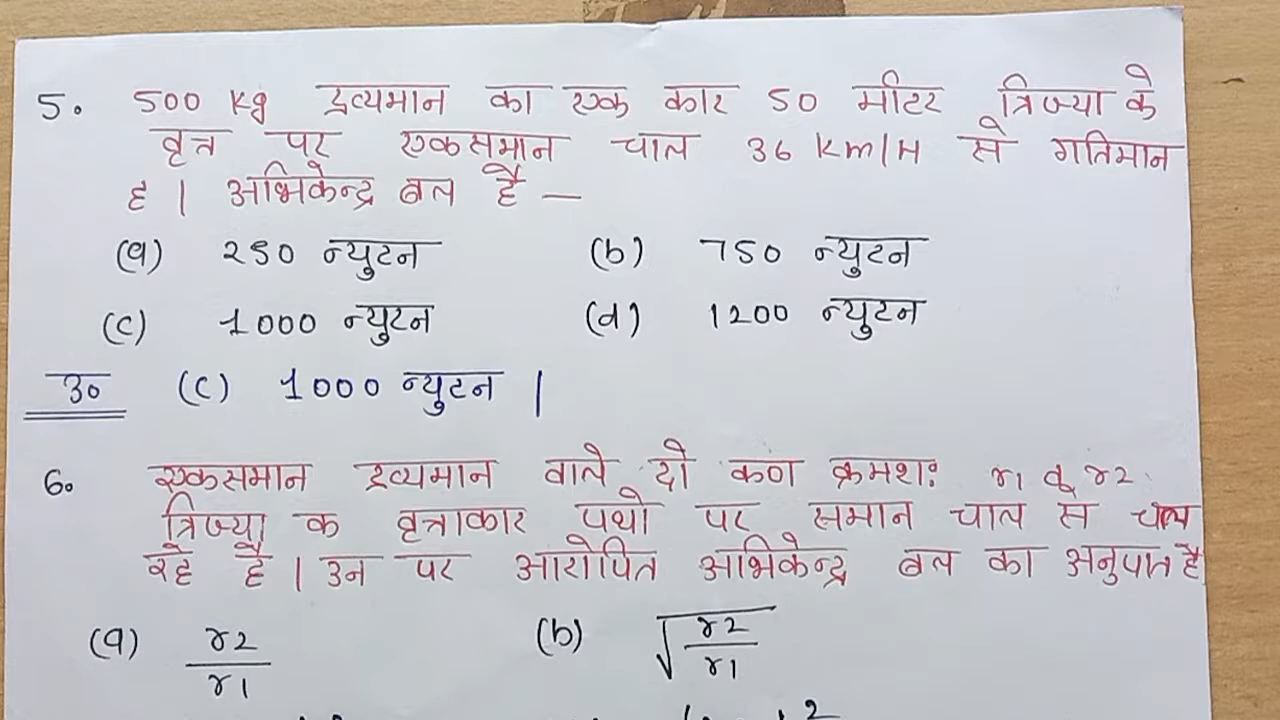 5. 500 kg द्रव्यमान का एक कार 50 मीटर त्रिज्या के
वृत्त पर एकसमान चाल 36 Km/H से गतिमान
ह । अभिकेन्द्र बल है —
(a) 250 न्युटन (b) 750 न्युटन
(c) 1000 न्युटन (d) 1200 न्युटन
उ० (c) 1000 न्युटन |
6. एकसमान द्रव्यमान वाले दो कण क्रमशः r1 व r2
त्रिज्या क वृत्ताकार पथो पर समान चाल स चल
रहे है । उन पर आरोपित अभिकेन्द्र बल का अनुपात है
(a) r2/r1 (b) √(r2/r1)
2